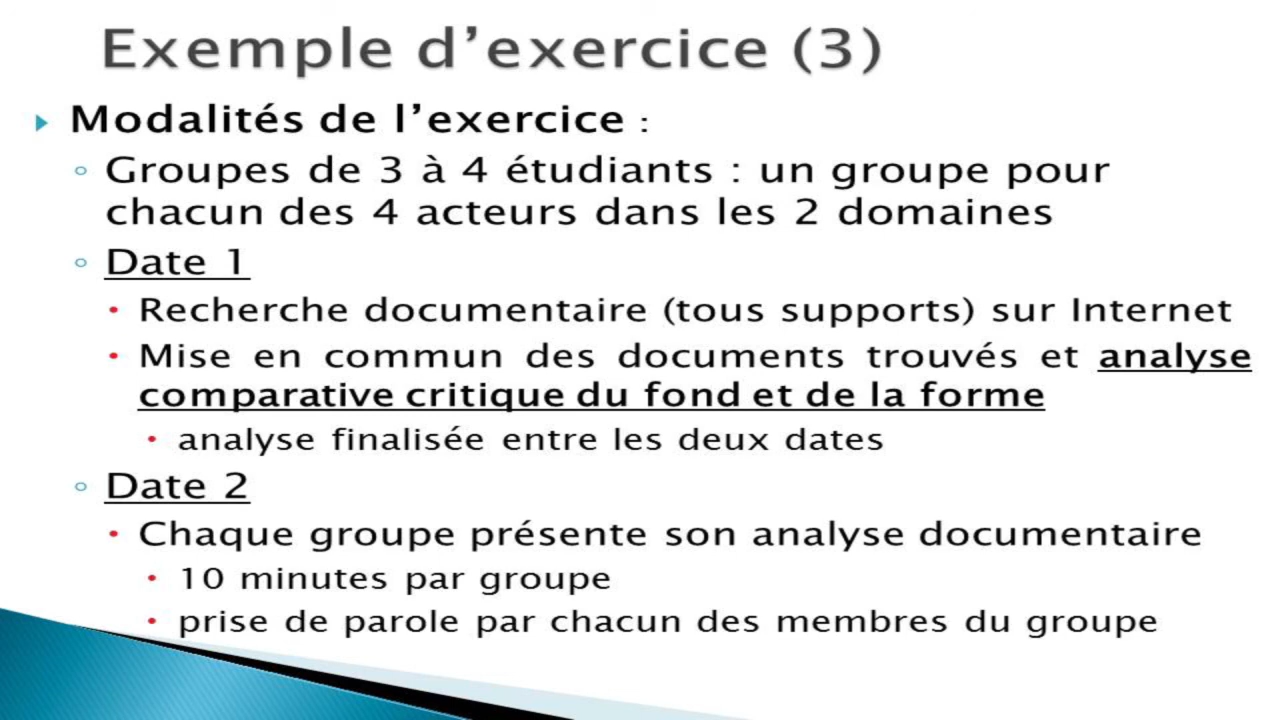 Exemple d’exercice (3)
Modalités de l’exercice :
Groupes de 3 à 4 étudiants : un groupe pour
chacun des 4 acteurs dans les 2 domaines
Date 1
Recherche documentaire (tous supports) sur Internet
Mise en commun des documents trouvés et analyse
comparative critique du fond et de la forme
analyse finalisée entre les deux dates
Date 2
Chaque groupe présente son analyse documentaire
10 minutes par groupe
prise de parole par chacun des membres du groupe